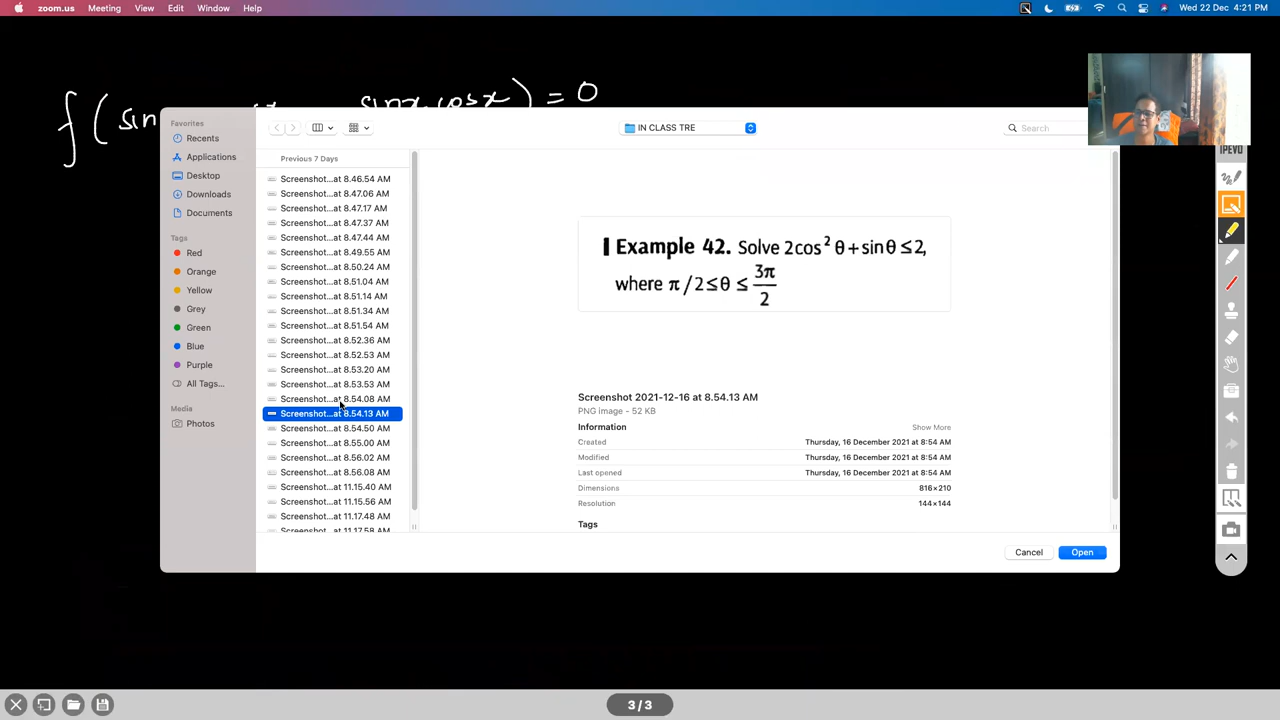 zoom.us Meeting View Edit Window Help
Wed 22 Dec 4:21 PM
sinx cosx) = 0
f(sin
Favorites
Recents
Applications
Desktop
Downloads
Documents
Tags
Red
Orange
Yellow
Grey
Green
Blue
Purple
All Tags...
Media
Photos
IN CLASS TRE
Search
Previous 7 Days
Screenshot...at 8.46.54 AM
Screenshot...at 8.47.06 AM
Screenshot...at 8.47.17 AM
Screenshot...at 8.47.37 AM
Screenshot...at 8.47.44 AM
Screenshot...at 8.49.55 AM
Screenshot...at 8.50.24 AM
Screenshot...at 8.51.04 AM
Screenshot...at 8.51.14 AM
Screenshot...at 8.51.34 AM
Screenshot...at 8.51.54 AM
Screenshot...at 8.52.36 AM
Screenshot...at 8.52.53 AM
Screenshot...at 8.53.20 AM
Screenshot...at 8.53.53 AM
Screenshot...at 8.54.08 AM
Screenshot...at 8.54.13 AM
Screenshot...at 8.54.50 AM
Screenshot...at 8.55.00 AM
Screenshot...at 8.56.02 AM
Screenshot...at 8.56.08 AM
Screenshot...at 11.15.40 AM
Screenshot...at 11.15.56 AM
Screenshot...at 11.17.48 AM
Screenshot...at 11.17.58 AM
Example 42. Solve 2cos² θ+sinθ ≤ 2,
where π/2 ≤ θ ≤ 3π/2
Screenshot 2021-12-16 at 8.54.13 AM
PNG image - 52 KB
Information Show More
Created Thursday, 16 December 2021 at 8:54 AM
Modified Thursday, 16 December 2021 at 8:54 AM
Last opened Thursday, 16 December 2021 at 8:54 AM
Dimensions 816×210
Resolution 144×144
Tags
Cancel Open
IPEVO
3/3